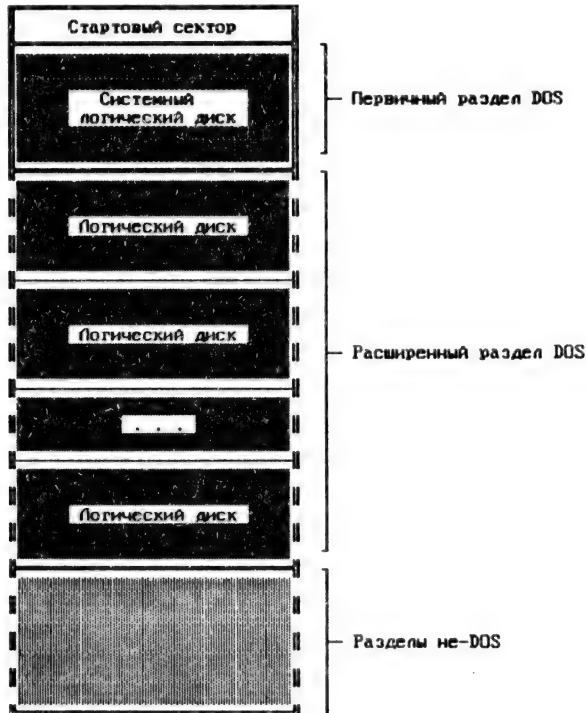 Стартовый сектор
Системный
логический диск
Первичный раздел DOS
Логический диск
Логический диск
Расширенный раздел DOS
. . .
Логический диск
Разделы не-DOS